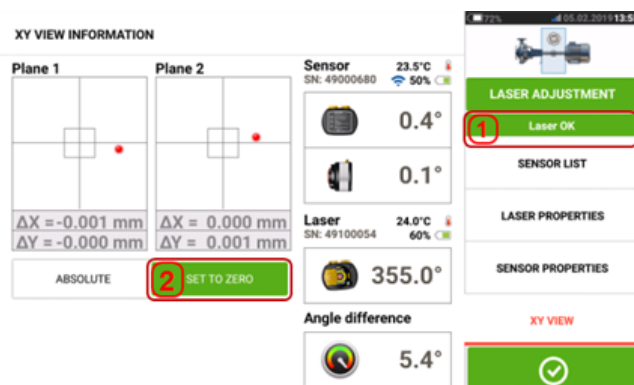 XY VIEW INFORMATION
Plane 1
ΔX =-0.001 mm
ΔY = -0.000 mm
Plane 2
ΔX = 0.000 mm
ΔY = 0.001 mm
ABSOLUTE
2
SET TO ZERO
Sensor 23.5°C
SN: 49000680 50%
0.4°
0.1°
Laser 24.0°C
SN: 49100054 60%
355.0°
Angle difference
5.4°
72% 05.02.2019 13:5
LASER ADJUSTMENT
1
Laser OK
SENSOR LIST
LASER PROPERTIES
SENSOR PROPERTIES
XY VIEW